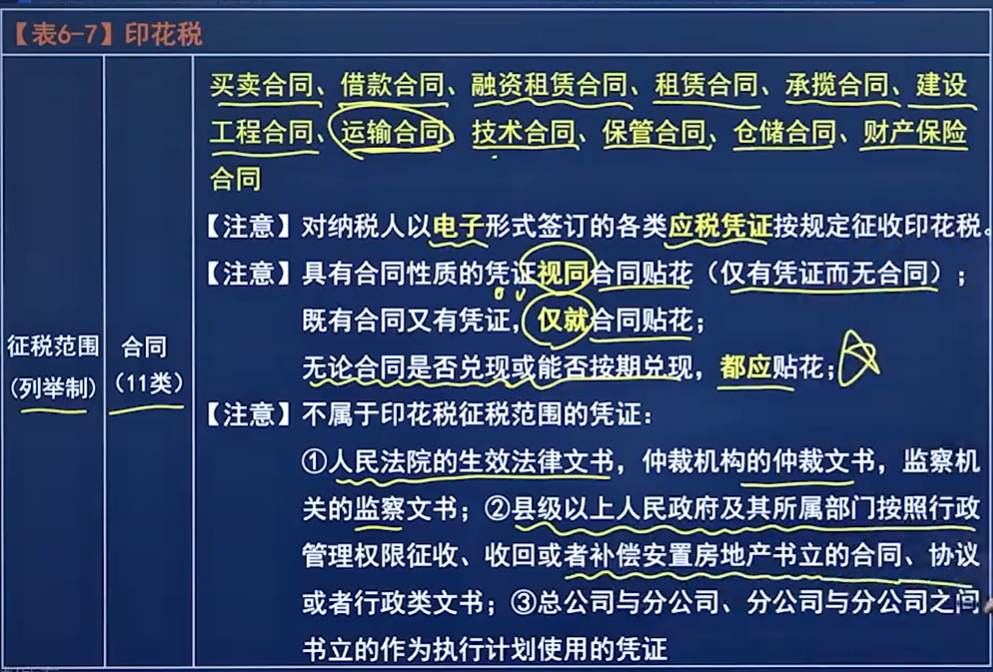 【表6-7】印花税
买卖合同、借款合同、融资租赁合同、租赁合同、承揽合同、建设
工程合同、运输合同、技术合同、保管合同、仓储合同、财产保险
合同
【注意】对纳税人以电子形式签订的各类应税凭证按规定征收印花税。
【注意】具有合同性质的凭证视同合同贴花（仅有凭证而无合同）；
既有合同又有凭证，仅就合同贴花；
征税范围
(列举制)
合同
（11类）
无论合同是否兑现或能否按期兑现，都应贴花；
【注意】不属于印花税征税范围的凭证：
①人民法院的生效法律文书，仲裁机构的仲裁文书，监察机
关的监察文书；②县级以上人民政府及其所属部门按照行政
管理权限征收、收回或者补偿安置房地产书立的合同、协议
或者行政类文书；③总公司与分公司、分公司与分公司之间
书立的作为执行计划使用的凭证